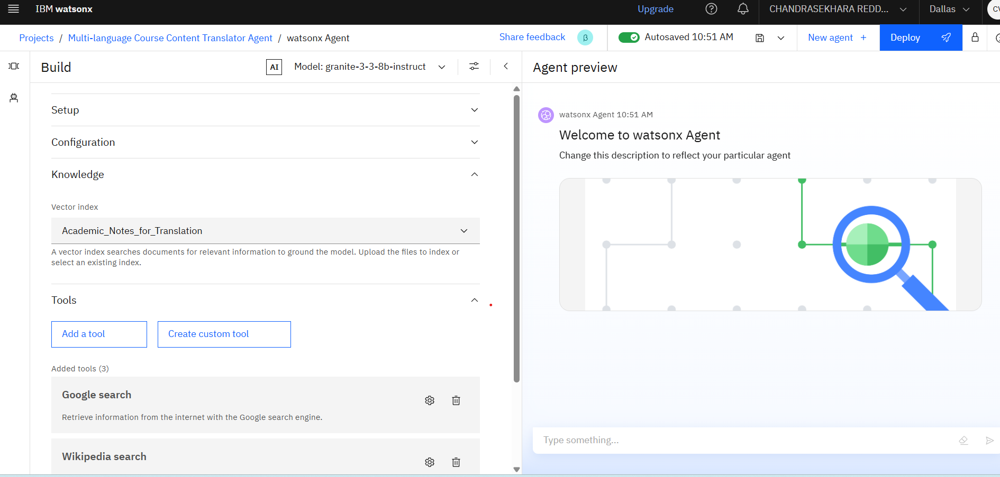 IBM watsonx
Upgrade
CHANDRASEKHARA REDD...
Dallas
Projects / Multi-language Course Content Translator Agent / watsonx Agent
Share feedback
β
Autosaved 10:51 AM
New agent +
Deploy
Build
AI
Model: granite-3-3-8b-instruct
Agent preview
Setup
Configuration
Knowledge
Vector index
Academic_Notes_for_Translation
A vector index searches documents for relevant information to ground the model. Upload the files to index or
select an existing index.
Tools
Add a tool
Create custom tool
Added tools (3)
Google search
Retrieve information from the internet with the Google search engine.
Wikipedia search
watsonx Agent 10:51 AM
Welcome to watsonx Agent
Change this description to reflect your particular agent
Type something...